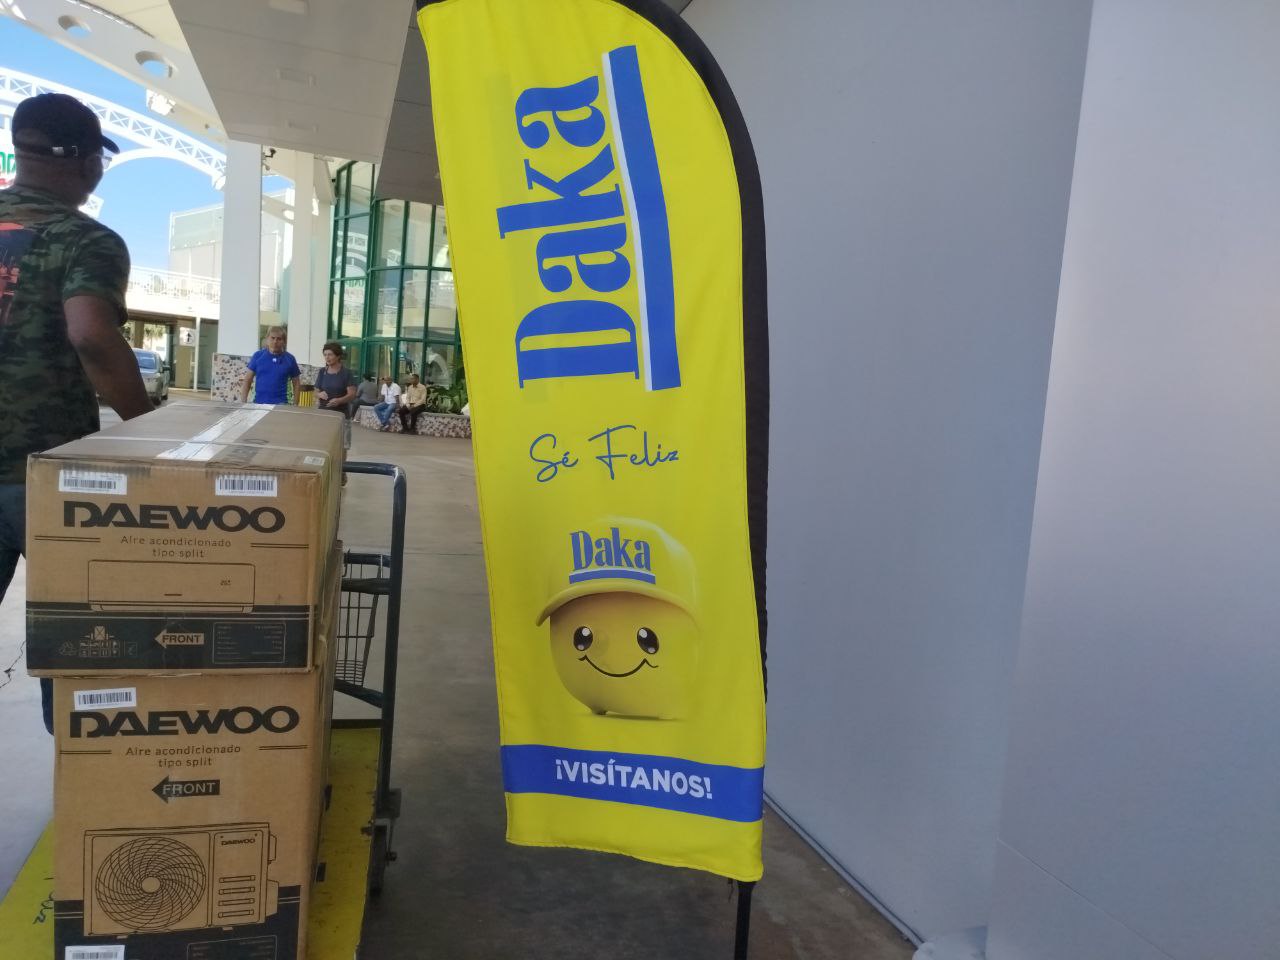 Daka
Sé Feliz
Daka
¡VISÍTANOS!
DAEWOO
Aire acondicionado
tipo split
FRONT
DAEWOO
Aire acondicionado
tipo split
FRONT
DAEWOO